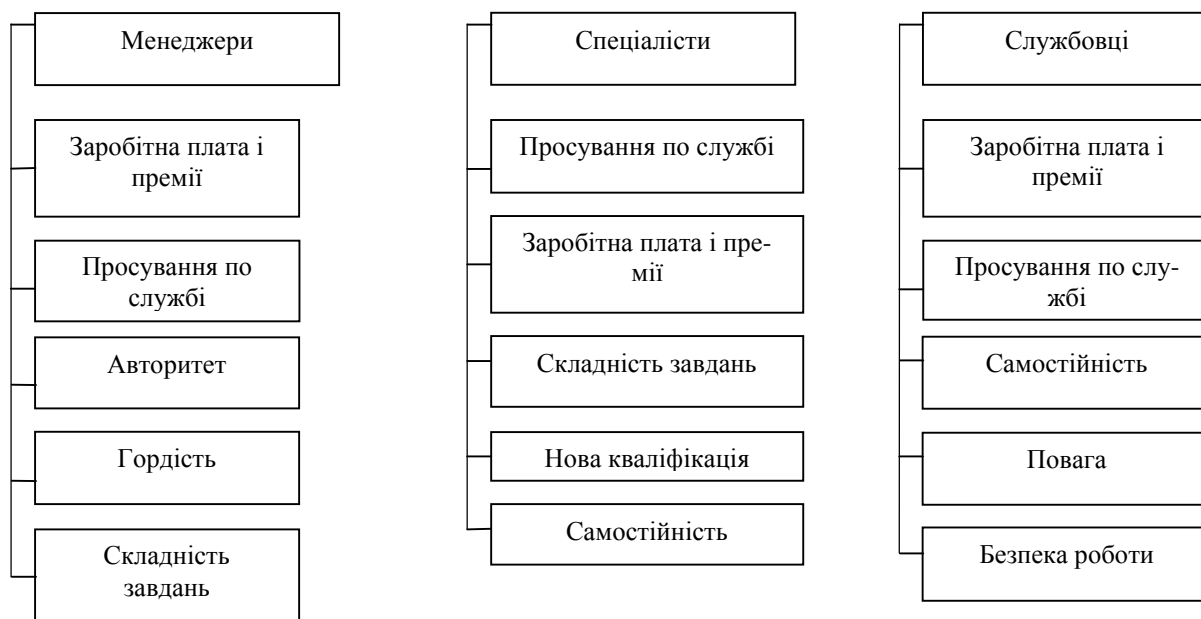 Менеджери
Заробітна плата і
премії
Просування по
службі
Авторитет
Гордість
Складність
завдань
Спеціалісти
Просування по службі
Заробітна плата і пре-
мії
Складність завдань
Нова кваліфікація
Самостійність
Службовці
Заробітна плата і
премії
Просування по слу-
жбі
Самостійність
Повага
Безпека роботи